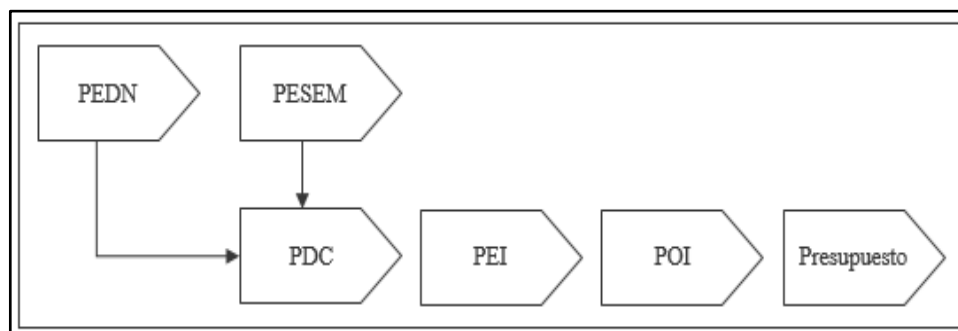 PEDN
PESEM
PDC
PEI
POI
Presupuesto